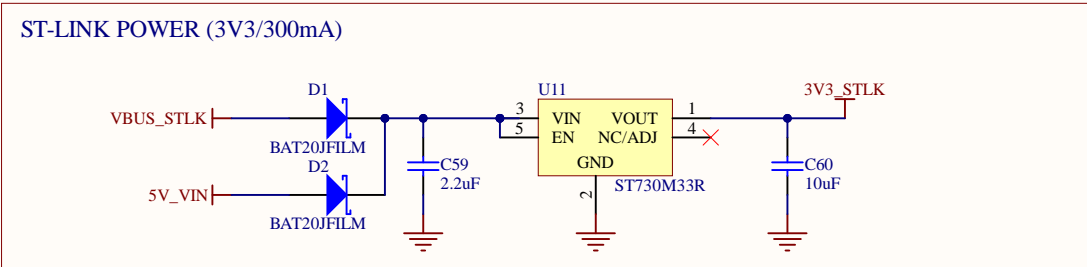 ST-LINK POWER (3V3/300mA)
D1
U11
3V3_STLK
VBUS_STLK
3
VIN
VOUT
1
5
EN
NC/ADJ
4
BAT20JFILM
D2
GND
C59
2.2uF
C60
10uF
5V_VIN
2
ST730M33R
BAT20JFILM